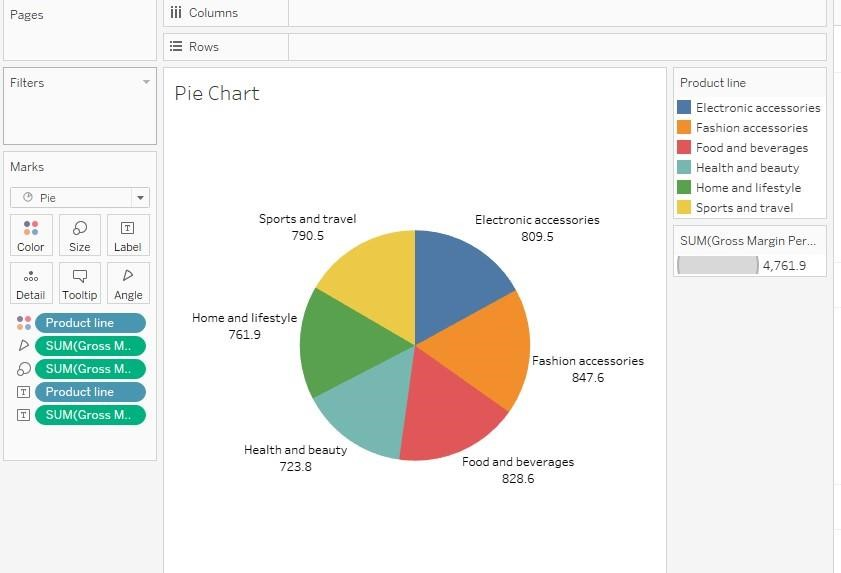 Pages
Columns
Rows
Filters
Marks
Pie
Color
Size
Label
Detail
Tooltip
Angle
Product line
SUM(Gross M..
SUM(Gross M..
Product line
SUM(Gross M..
Pie Chart
Sports and travel
790.5
Electronic accessories
809.5
Home and lifestyle
761.9
Fashion accessories
847.6
Health and beauty
723.8
Food and beverages
828.6
Product line
Electronic accessories
Fashion accessories
Food and beverages
Health and beauty
Home and lifestyle
Sports and travel
SUM(Gross Margin Per...
4,761.9